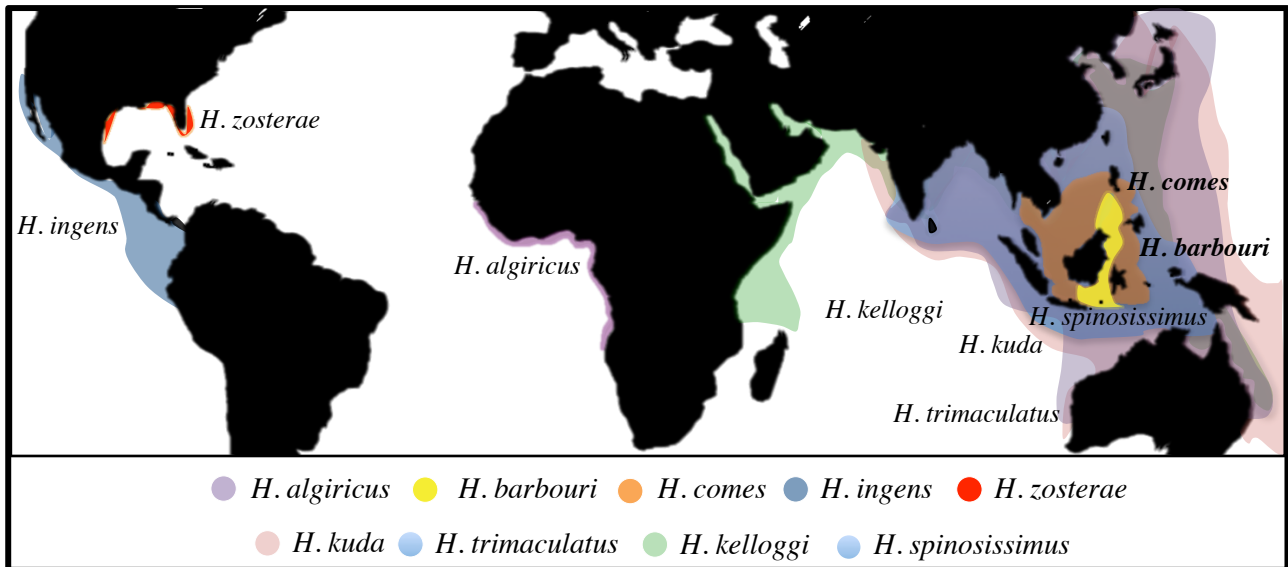 H. zosterae
H. comes
H. ingens
H. barbouri
H. algiricus
H. kelloggi
H. spinosissimus
H. kuda
H. trimaculatus
H. algiricus H. barbouri H. comes H. ingens H. zosterae
H. kuda H. trimaculatus H. kelloggi H. spinosissimus